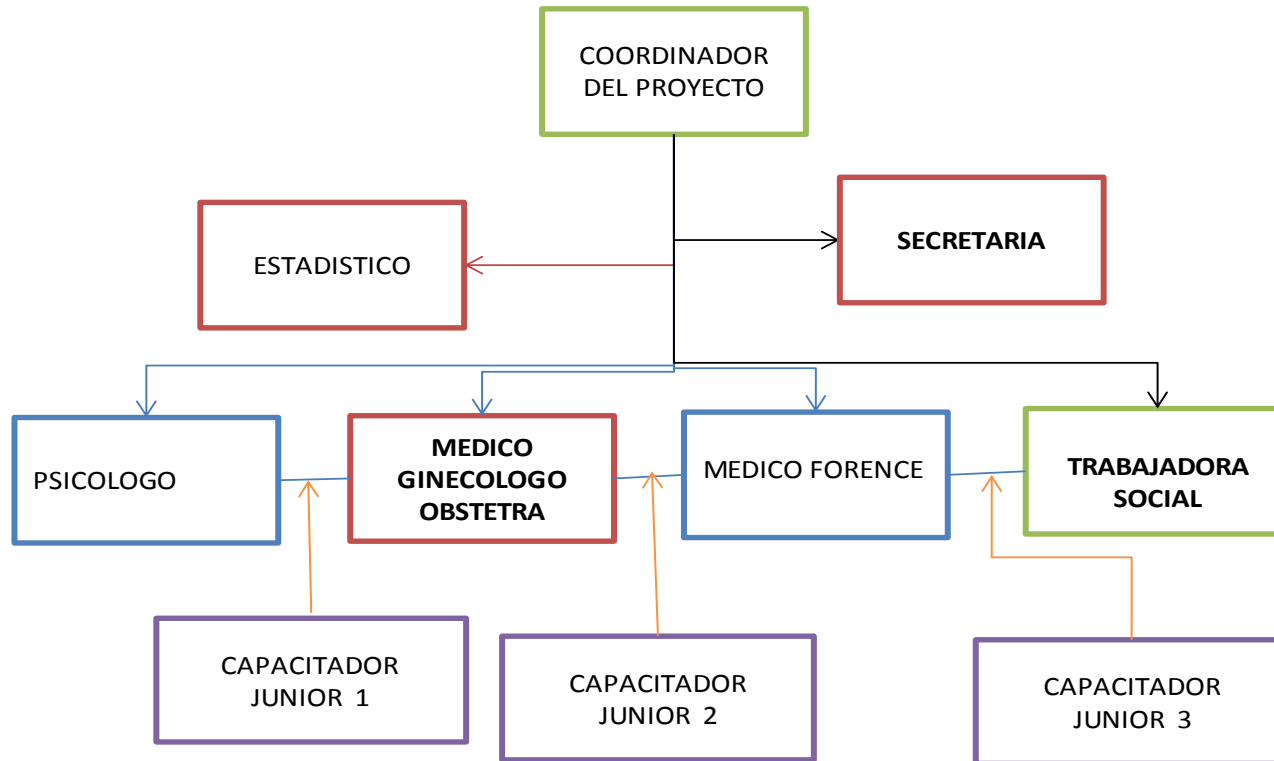 COORDINADOR
DEL PROYECTO
SECRETARIA
ESTADISTICO
PSICOLOGO
MEDICO
GINECOLOGO
OBSTETRA
MEDICO FORENCE
TRABAJADORA
SOCIAL
CAPACITADOR
JUNIOR 1
CAPACITADOR
JUNIOR 2
CAPACITADOR
JUNIOR 3